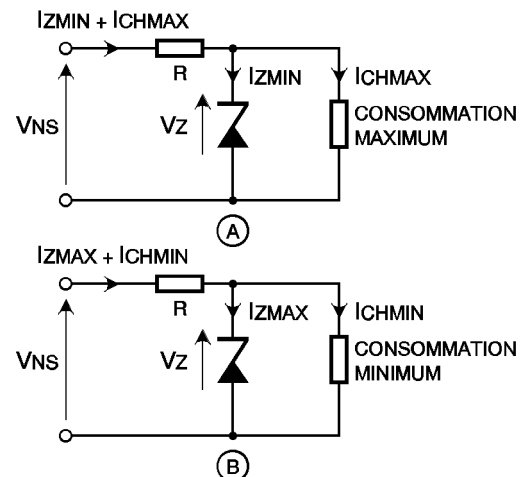 IZMIN + ICHMAX
R
IZMIN
ICHMAX
VNS
VZ
CONSOMMATION
MAXIMUM
A
IZMAX + ICHMIN
R
IZMAX
ICHMIN
VNS
VZ
CONSOMMATION
MINIMUM
B